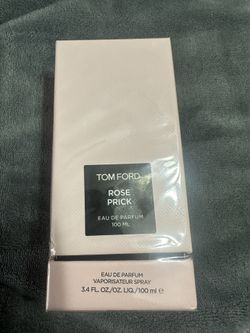 TOM FORD
ROSE
PRICK
EAU DE PARFUM
100 ML
EAU DE PARFUM
VAPORISATEUR SPRAY
3.4 FL. OZ./OZ. LIQ./100 ml ℮